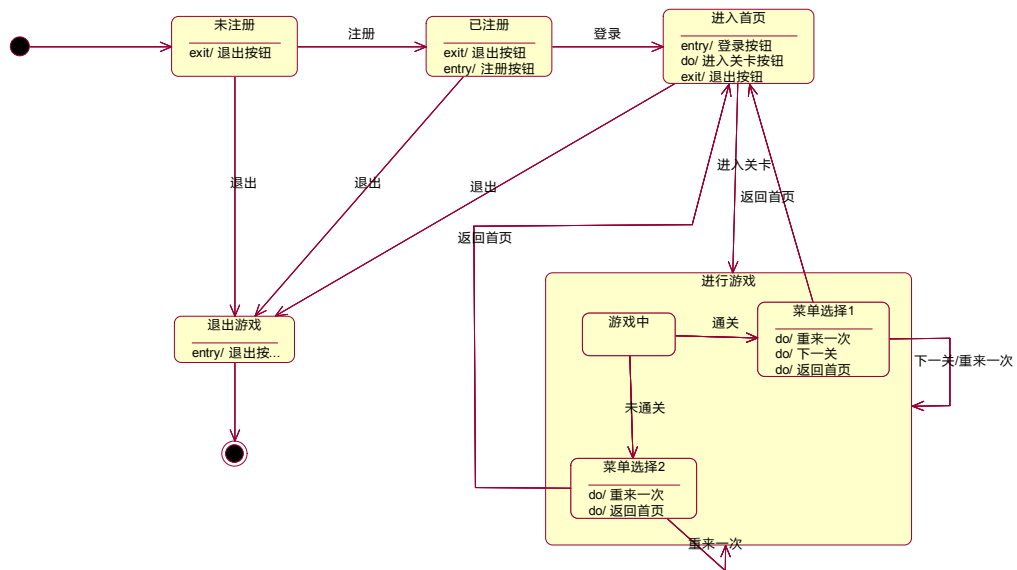 未注册
exit/ 退出按钮
注册
已注册
exit/ 退出按钮
entry/ 注册按钮
登录
进入首页
entry/ 登录按钮
do/ 进入关卡按钮
exit/ 退出按钮
退出
退出
退出
进入关卡
返回首页
返回首页
退出游戏
entry/ 退出按...
进行游戏
游戏中
通关
菜单选择1
do/ 重来一次
do/ 下一关
do/ 返回首页
下一关/重来一次
未通关
菜单选择2
do/ 重来一次
do/ 返回首页
重来一次